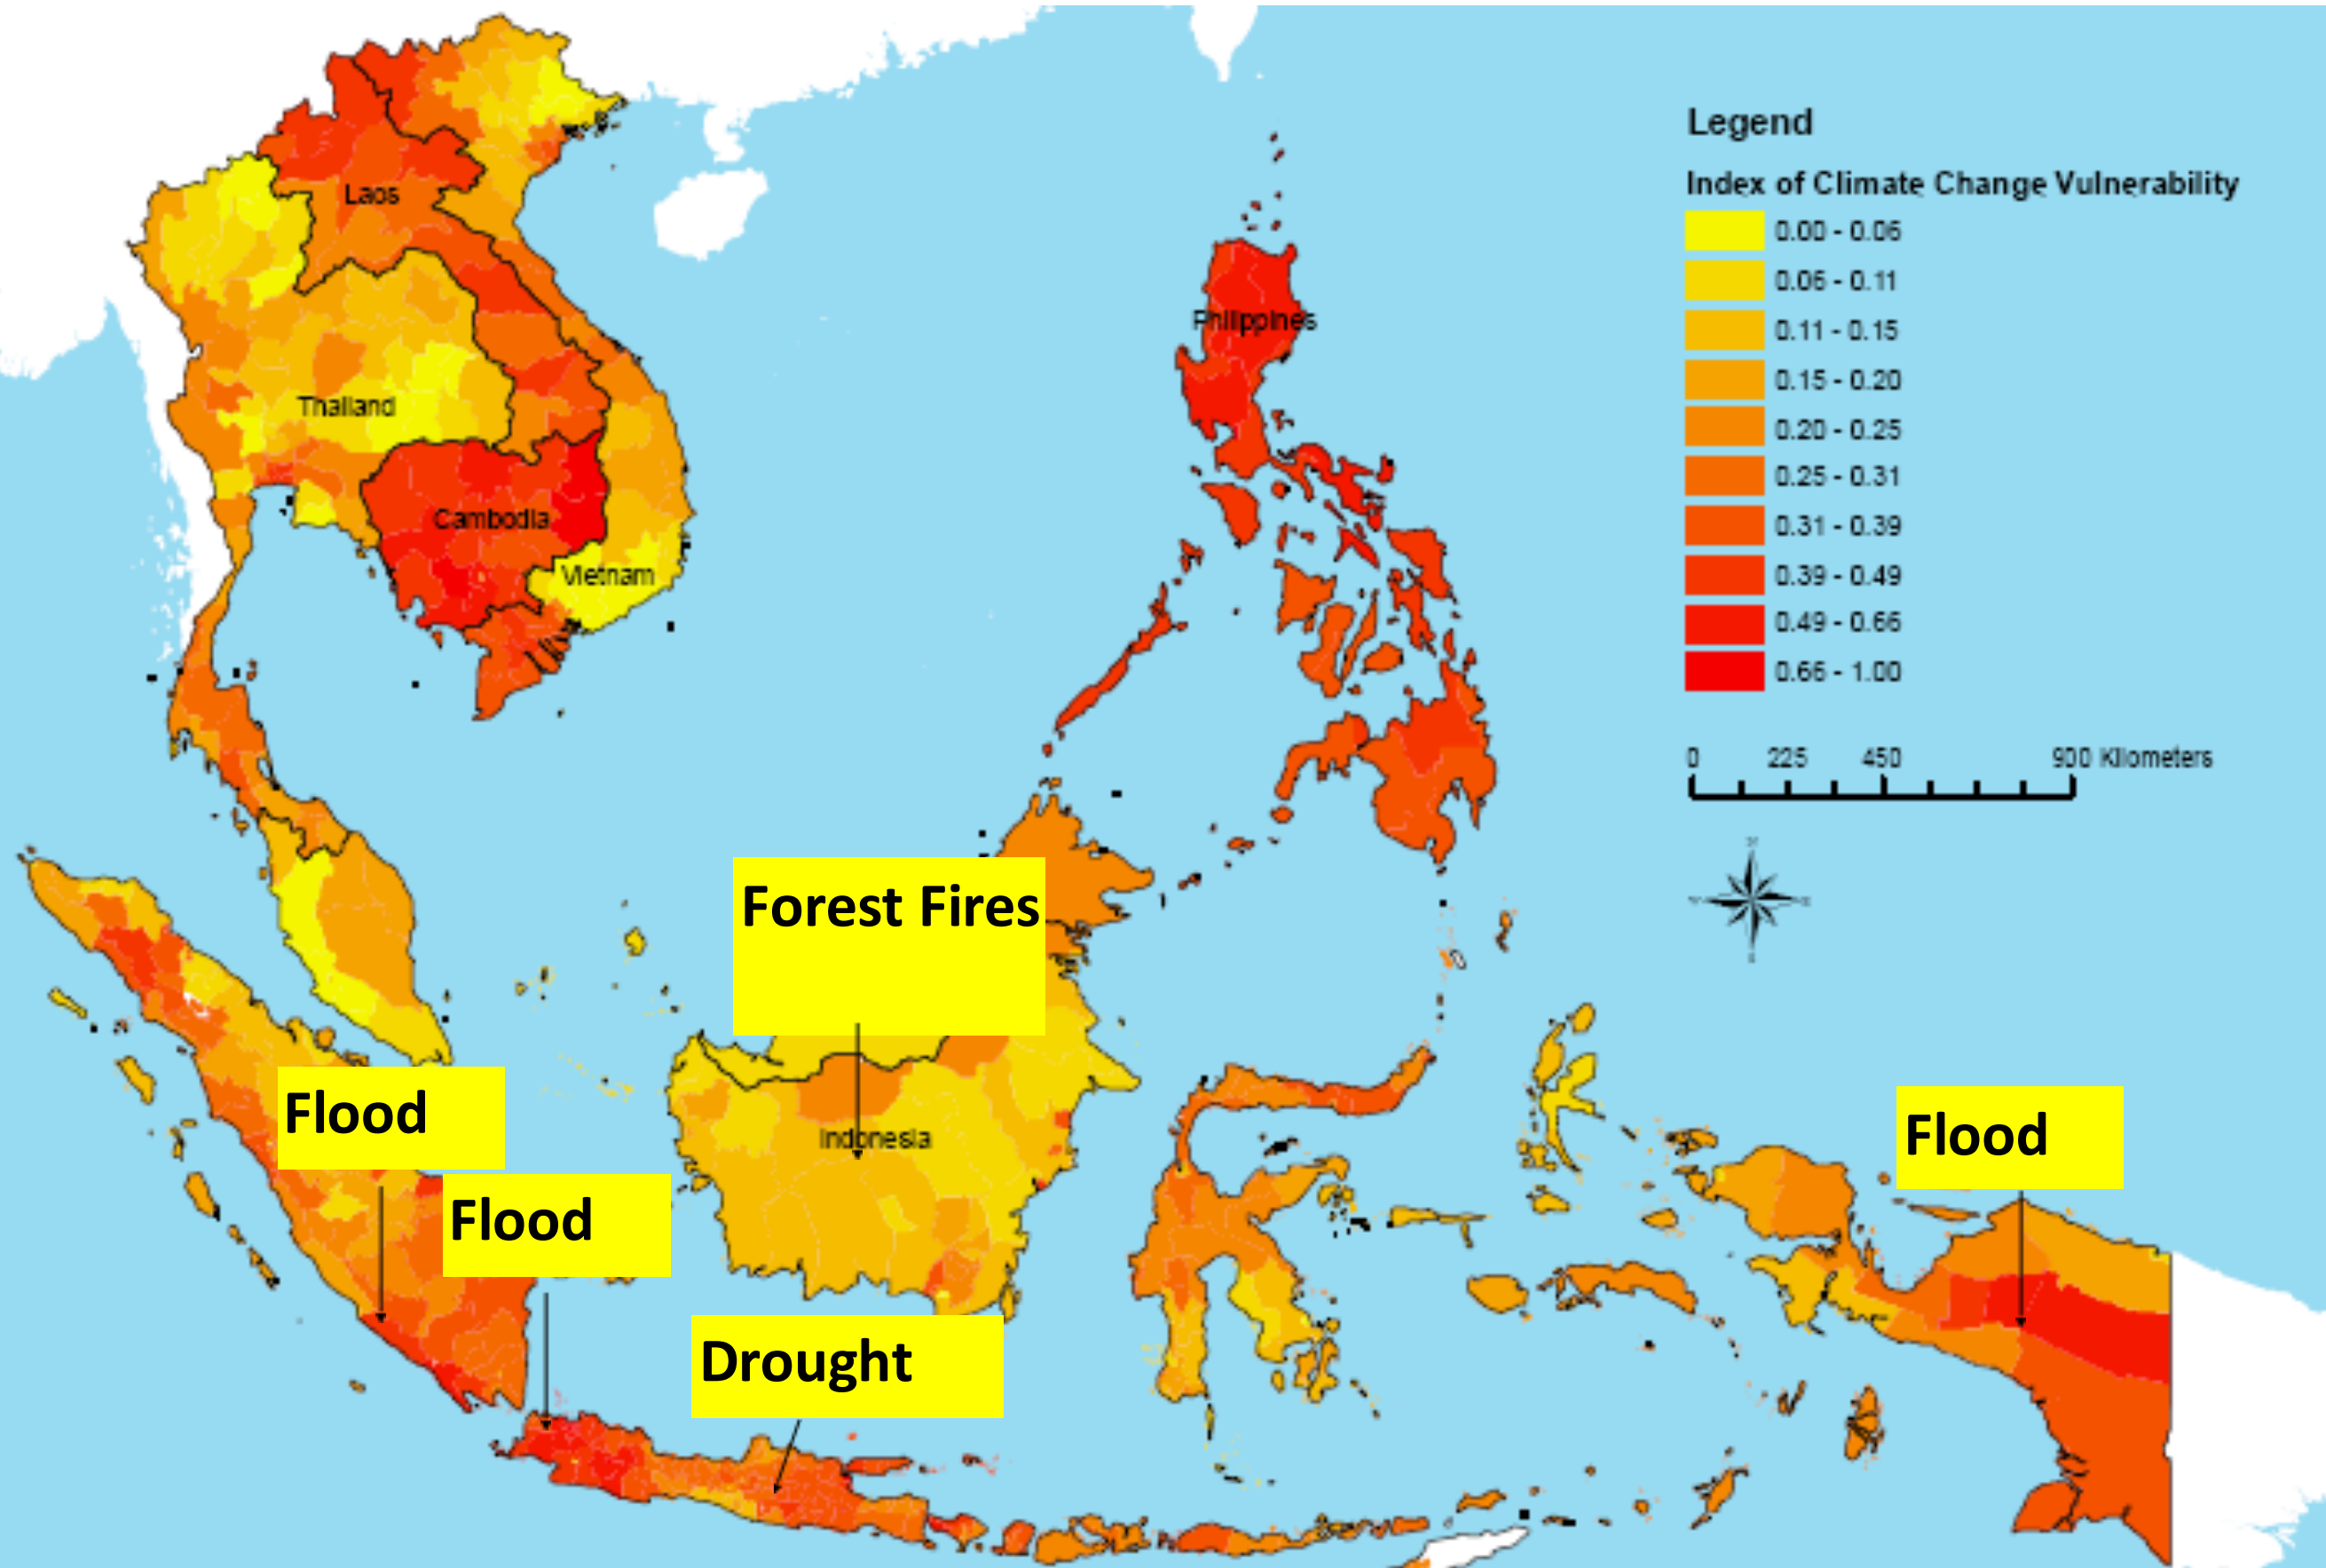 Legend
Index of Climate Change Vulnerability
0.00 - 0.06
0.06 - 0.11
0.11 - 0.15
0.15 - 0.20
0.20 - 0.25
0.25 - 0.31
0.31 - 0.39
0.39 - 0.49
0.49 - 0.66
0.66 - 1.00
0 225 450 900 Kilometers
Laos
Philippines
Thailand
Cambodia
Vietnam
Forest Fires
Flood
Indonesia
Flood
Flood
Drought